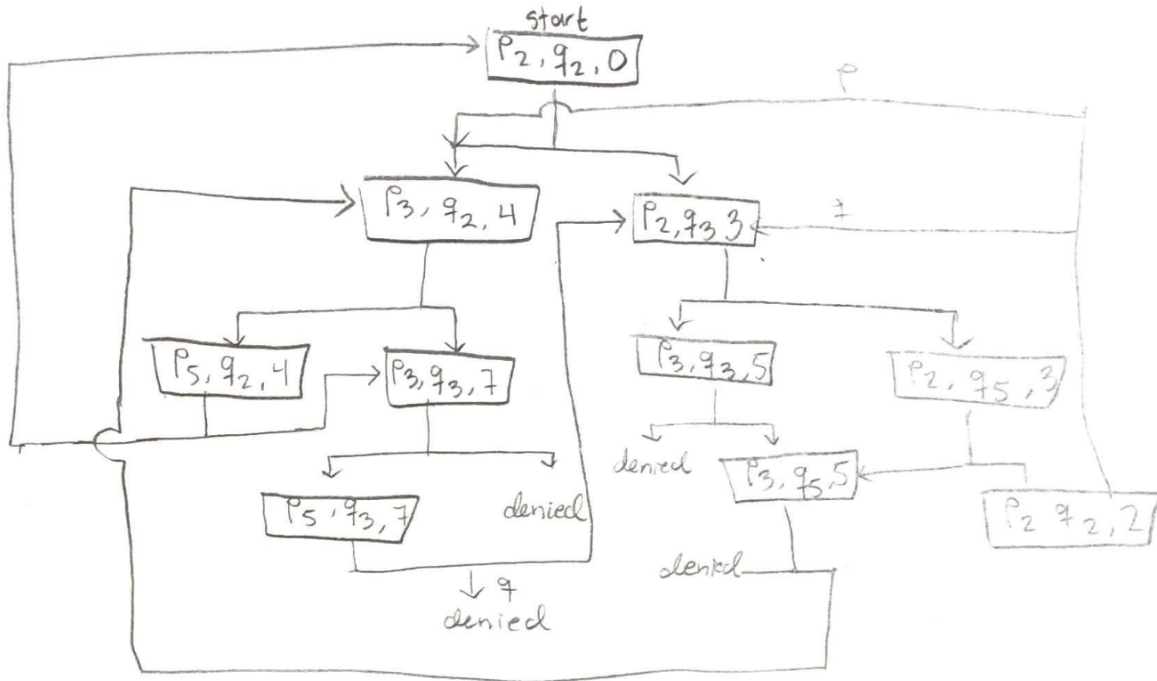 start
P2, q2, 0
P
P3, q2, 4
P2, q3 3
q
P5, q2, 4
P3, q3, 7
P3, q3, 5
P2, q5, 3
denied
P3, q5, 5
P5, q3, 7
denied
P2 q2, 2
denied
q
denied